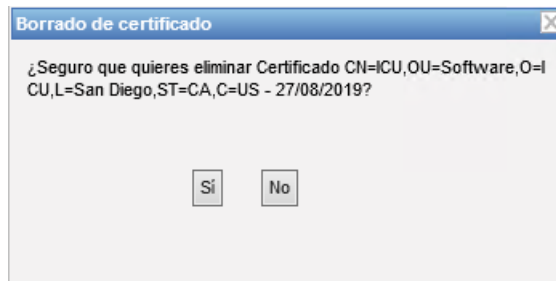 Borrado de certificado
¿Seguro que quieres eliminar Certificado CN=ICU,OU=Software,O=I
CU,L=San Diego,ST=CA,C=US - 27/08/2019?
Sí
No